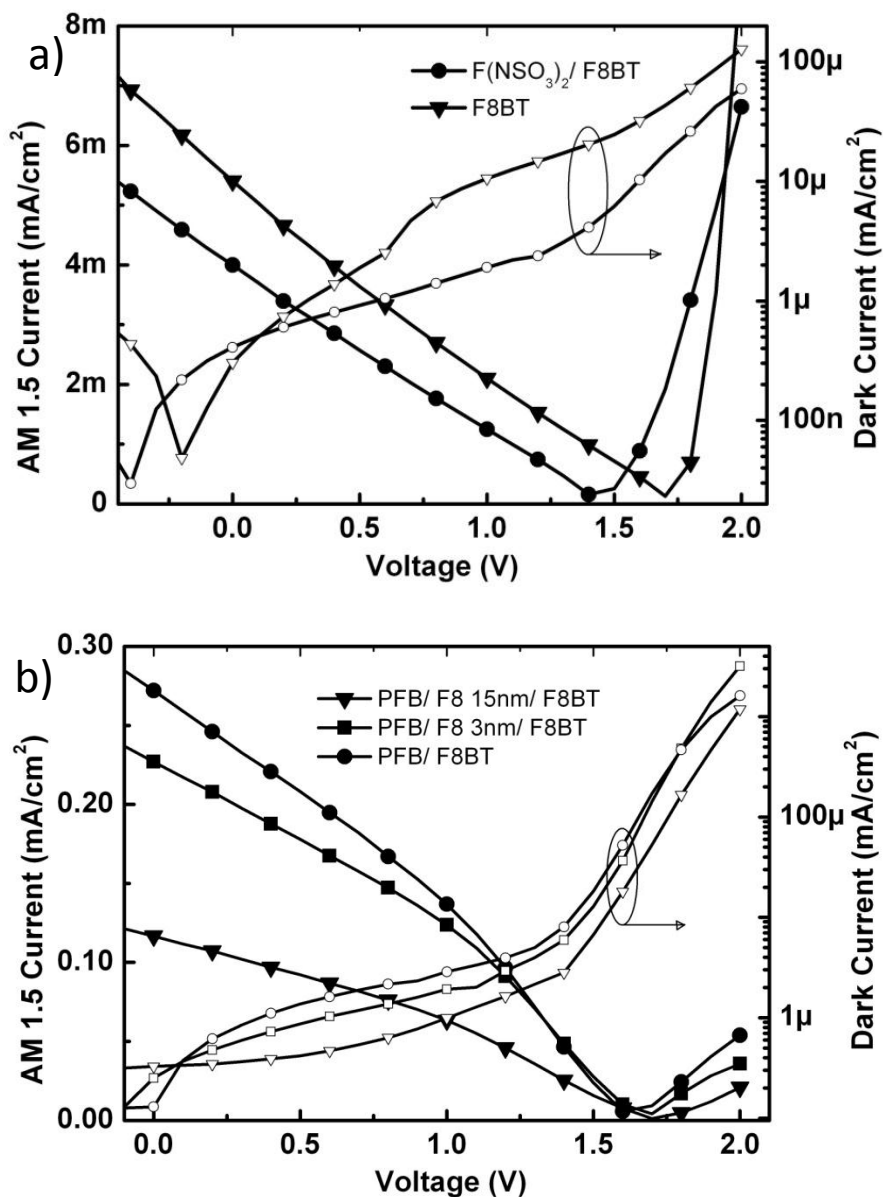 a)
8m
6m
4m
2m
0
AM 1.5 Current (mA/cm²)
F(NSO₃)₂/ F8BT
F8BT
100µ
10µ
1µ
100n
Dark Current (mA/cm²)
0.0 0.5 1.0 1.5 2.0
Voltage (V)
b)
0.30
0.20
0.10
0.00
AM 1.5 Current (mA/cm²)
PFB/ F8 15nm/ F8BT
PFB/ F8 3nm/ F8BT
PFB/ F8BT
100µ
1µ
Dark Current (mA/cm²)
0.0 0.5 1.0 1.5 2.0
Voltage (V)